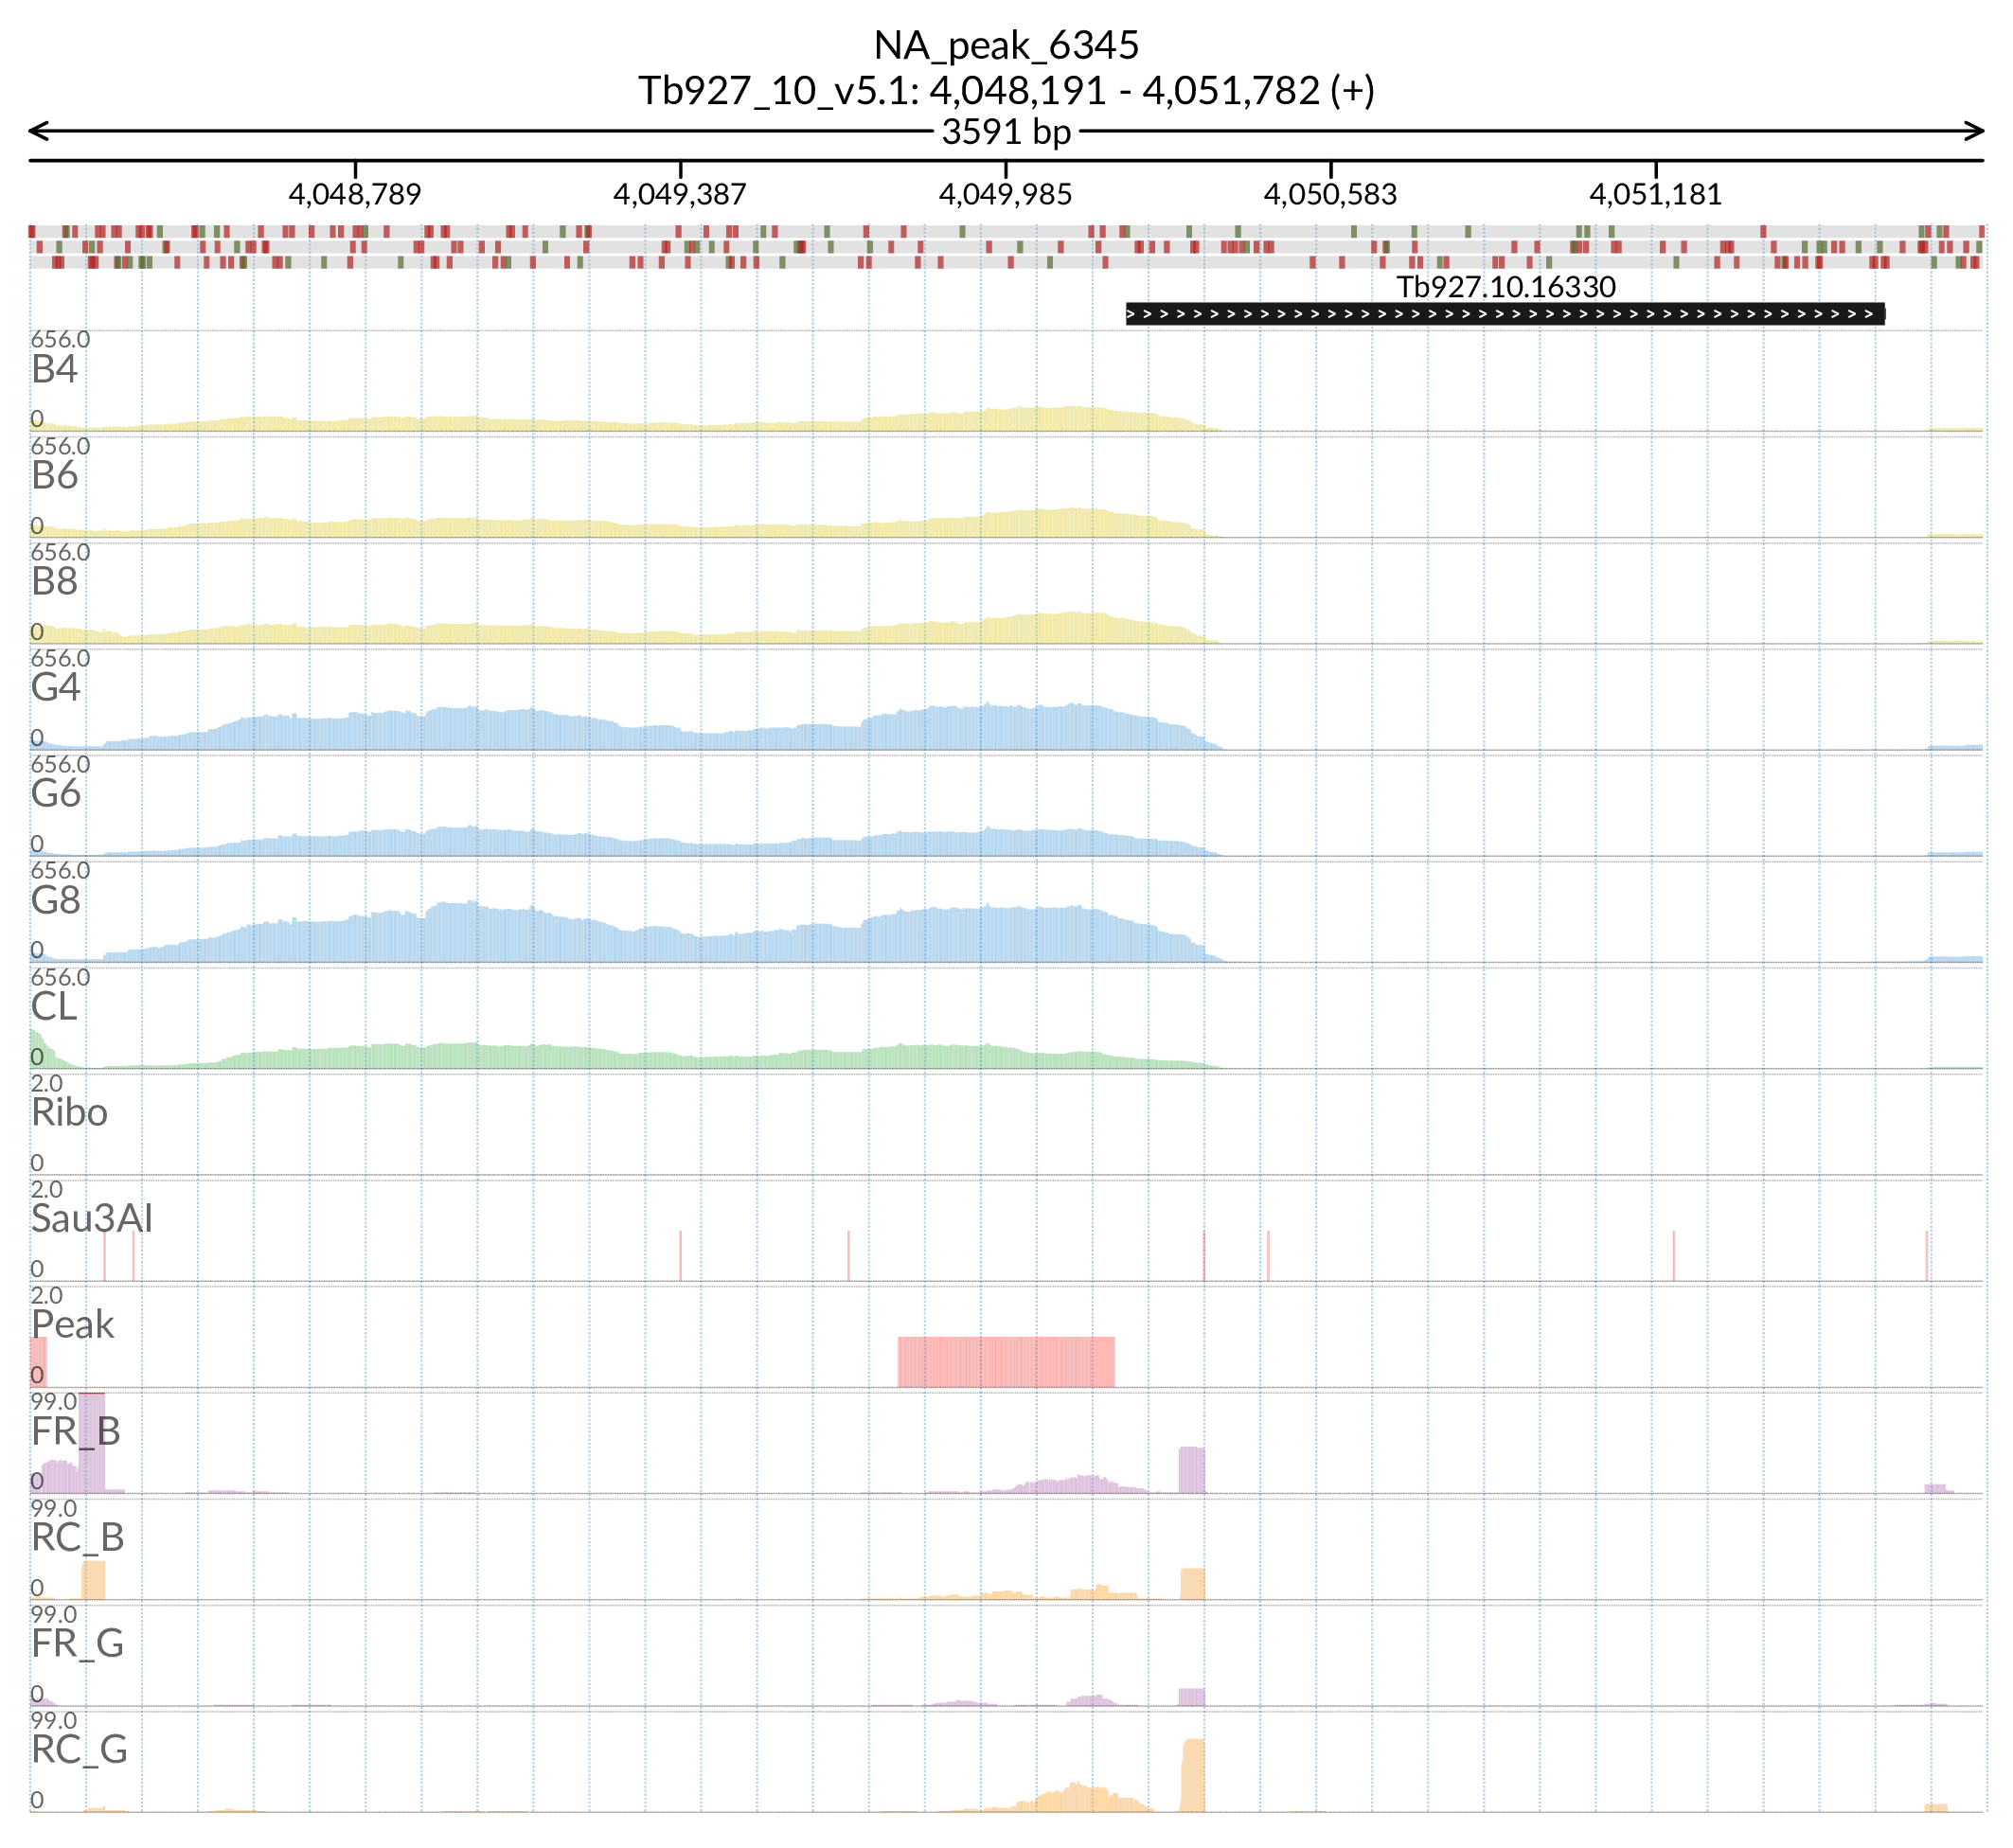 NA_peak_6345
Tb927_10_v5.1: 4,048,191 - 4,051,782 (+)
3591 bp
4,048,789 4,049,387 4,049,985 4,050,583 4,051,181
Tb927.10.16330
656.0
B4
0
656.0
B6
0
656.0
B8
0
656.0
G4
0
656.0
G6
0
656.0
G8
0
656.0
CL
0
2.0
Ribo
0
2.0
Sau3AI
0
2.0
Peak
0
99.0
FR_B
0
99.0
RC_B
0
99.0
FR_G
0
99.0
RC_G
0